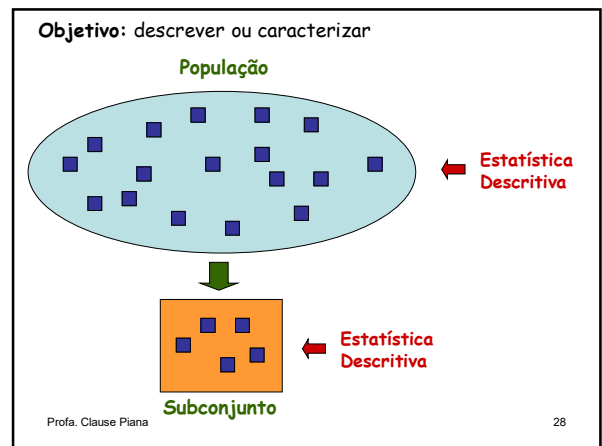 Objetivo: descrever ou caracterizar
População
Estatística
Descritiva
Estatística
Descritiva
Subconjunto
Profa. Clause Piana
28